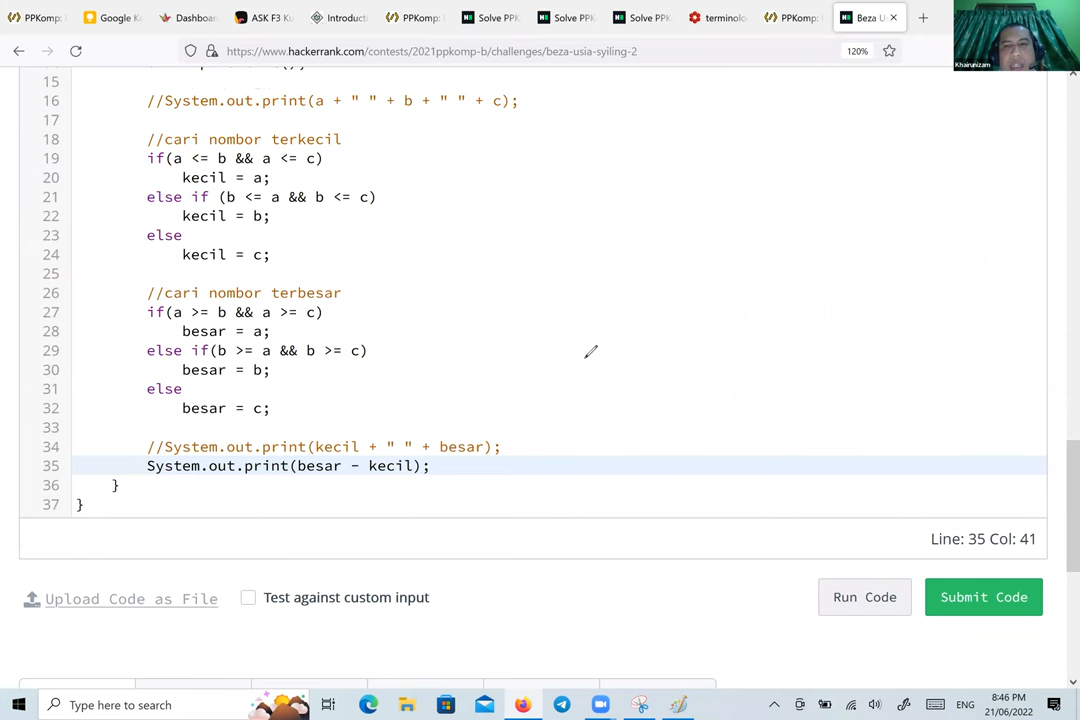 PPKomp:
Google K
Dashboar
ASK F3 Ku
Introducti
PPKomp:
Solve PPK
Solve PPK
Solve PPK
terminolo
PPKomp:
Beza U
https://www.hackerrank.com/contests/2021ppkomp-b/challenges/beza-usia-syiling-2
120%
Khairunizam
15
16 //System.out.print(a + " " + b + " " + c);
17
18 //cari nombor terkecil
19 if(a <= b && a <= c)
20 kecil = a;
21 else if (b <= a && b <= c)
22 kecil = b;
23 else
24 kecil = c;
25
26 //cari nombor terbesar
27 if(a >= b && a >= c)
28 besar = a;
29 else if(b >= a && b >= c)
30 besar = b;
31 else
32 besar = c;
33
34 //System.out.print(kecil + " " + besar);
35 System.out.print(besar - kecil);
36 }
37 }
Line: 35 Col: 41
Upload Code as File
Test against custom input
Run Code
Submit Code
Type here to search
ENG
8:46 PM
21/06/2022